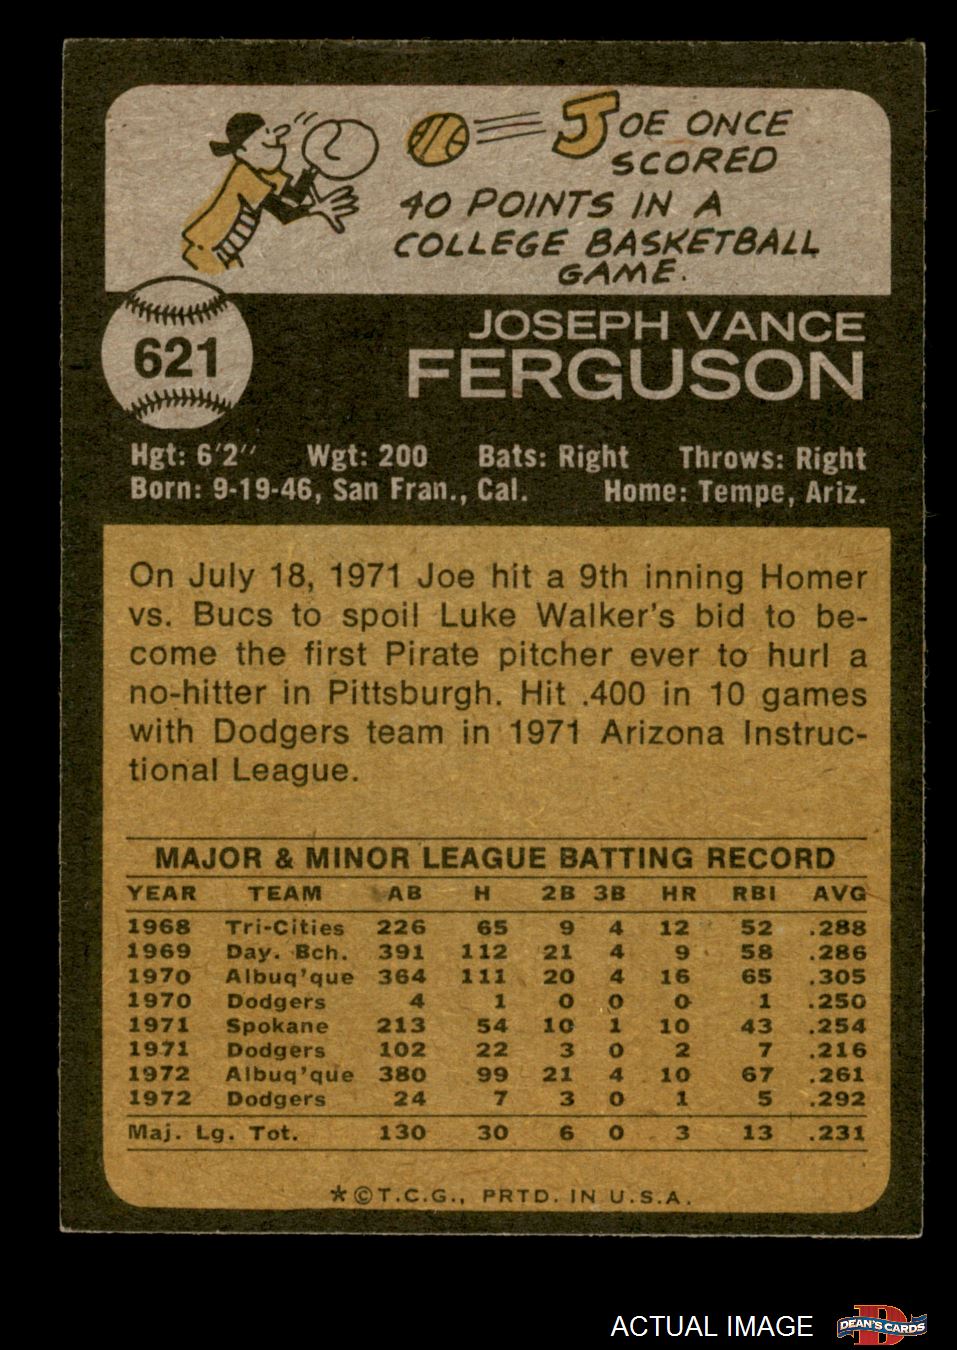 JOE ONCE
SCORED
40 POINTS IN A
COLLEGE BASKETBALL
GAME.
621
JOSEPH VANCE
FERGUSON
Hgt: 6'2" Wgt: 200 Bats: Right Throws: Right
Born: 9-19-46, San Fran., Cal. Home: Tempe, Ariz.
On July 18, 1971 Joe hit a 9th inning Homer
vs. Bucs to spoil Luke Walker's bid to be-
come the first Pirate pitcher ever to hurl a
no-hitter in Pittsburgh. Hit .400 in 10 games
with Dodgers team in 1971 Arizona Instruc-
tional League.
MAJOR & MINOR LEAGUE BATTING RECORD
YEAR TEAM AB H 2B 3B HR RBI AVG
1968 Tri-Cities 226 65 9 4 12 52 .288
1969 Day. Bch. 391 112 21 4 9 58 .286
1970 Albuq'que 364 111 20 4 16 65 .305
1970 Dodgers 4 1 0 0 0 1 .250
1971 Spokane 213 54 10 1 10 43 .254
1971 Dodgers 102 22 3 0 2 7 .216
1972 Albuq'que 380 99 21 4 10 67 .261
1972 Dodgers 24 7 3 0 1 5 .292
Maj. Lg. Tot. 130 30 6 0 3 13 .231
*©T.C.G., PRTD. IN U.S.A.
ACTUAL IMAGE
D
DEAN'S CARDS